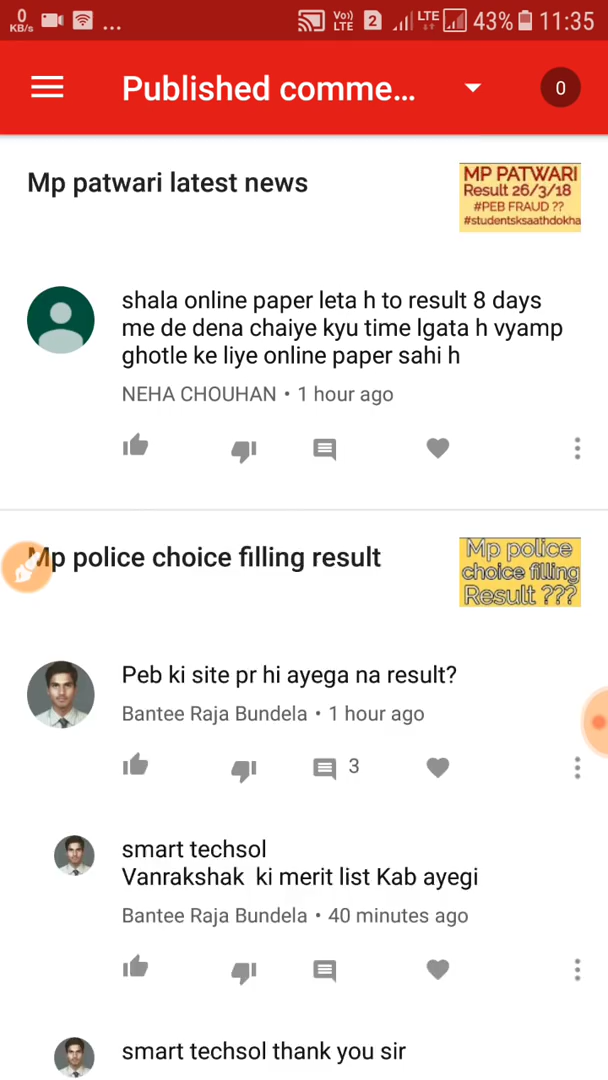 0
KB/s
...
Vo))
LTE
2
LTE
43%
11:35
Published comme...
0
Mp patwari latest news
MP PATWARI
Result 26/3/18
#PEB FRAUD ??
#studentsksaathdokha
shala online paper leta h to result 8 days
me de dena chaiye kyu time lgata h vyamp
ghotle ke liye online paper sahi h
NEHA CHOUHAN • 1 hour ago
Mp police choice filling result
Mp police
choice filling
Result ???
Peb ki site pr hi ayega na result?
Bantee Raja Bundela • 1 hour ago
3
smart techsol
Vanrakshak ki merit list Kab ayegi
Bantee Raja Bundela • 40 minutes ago
smart techsol thank you sir